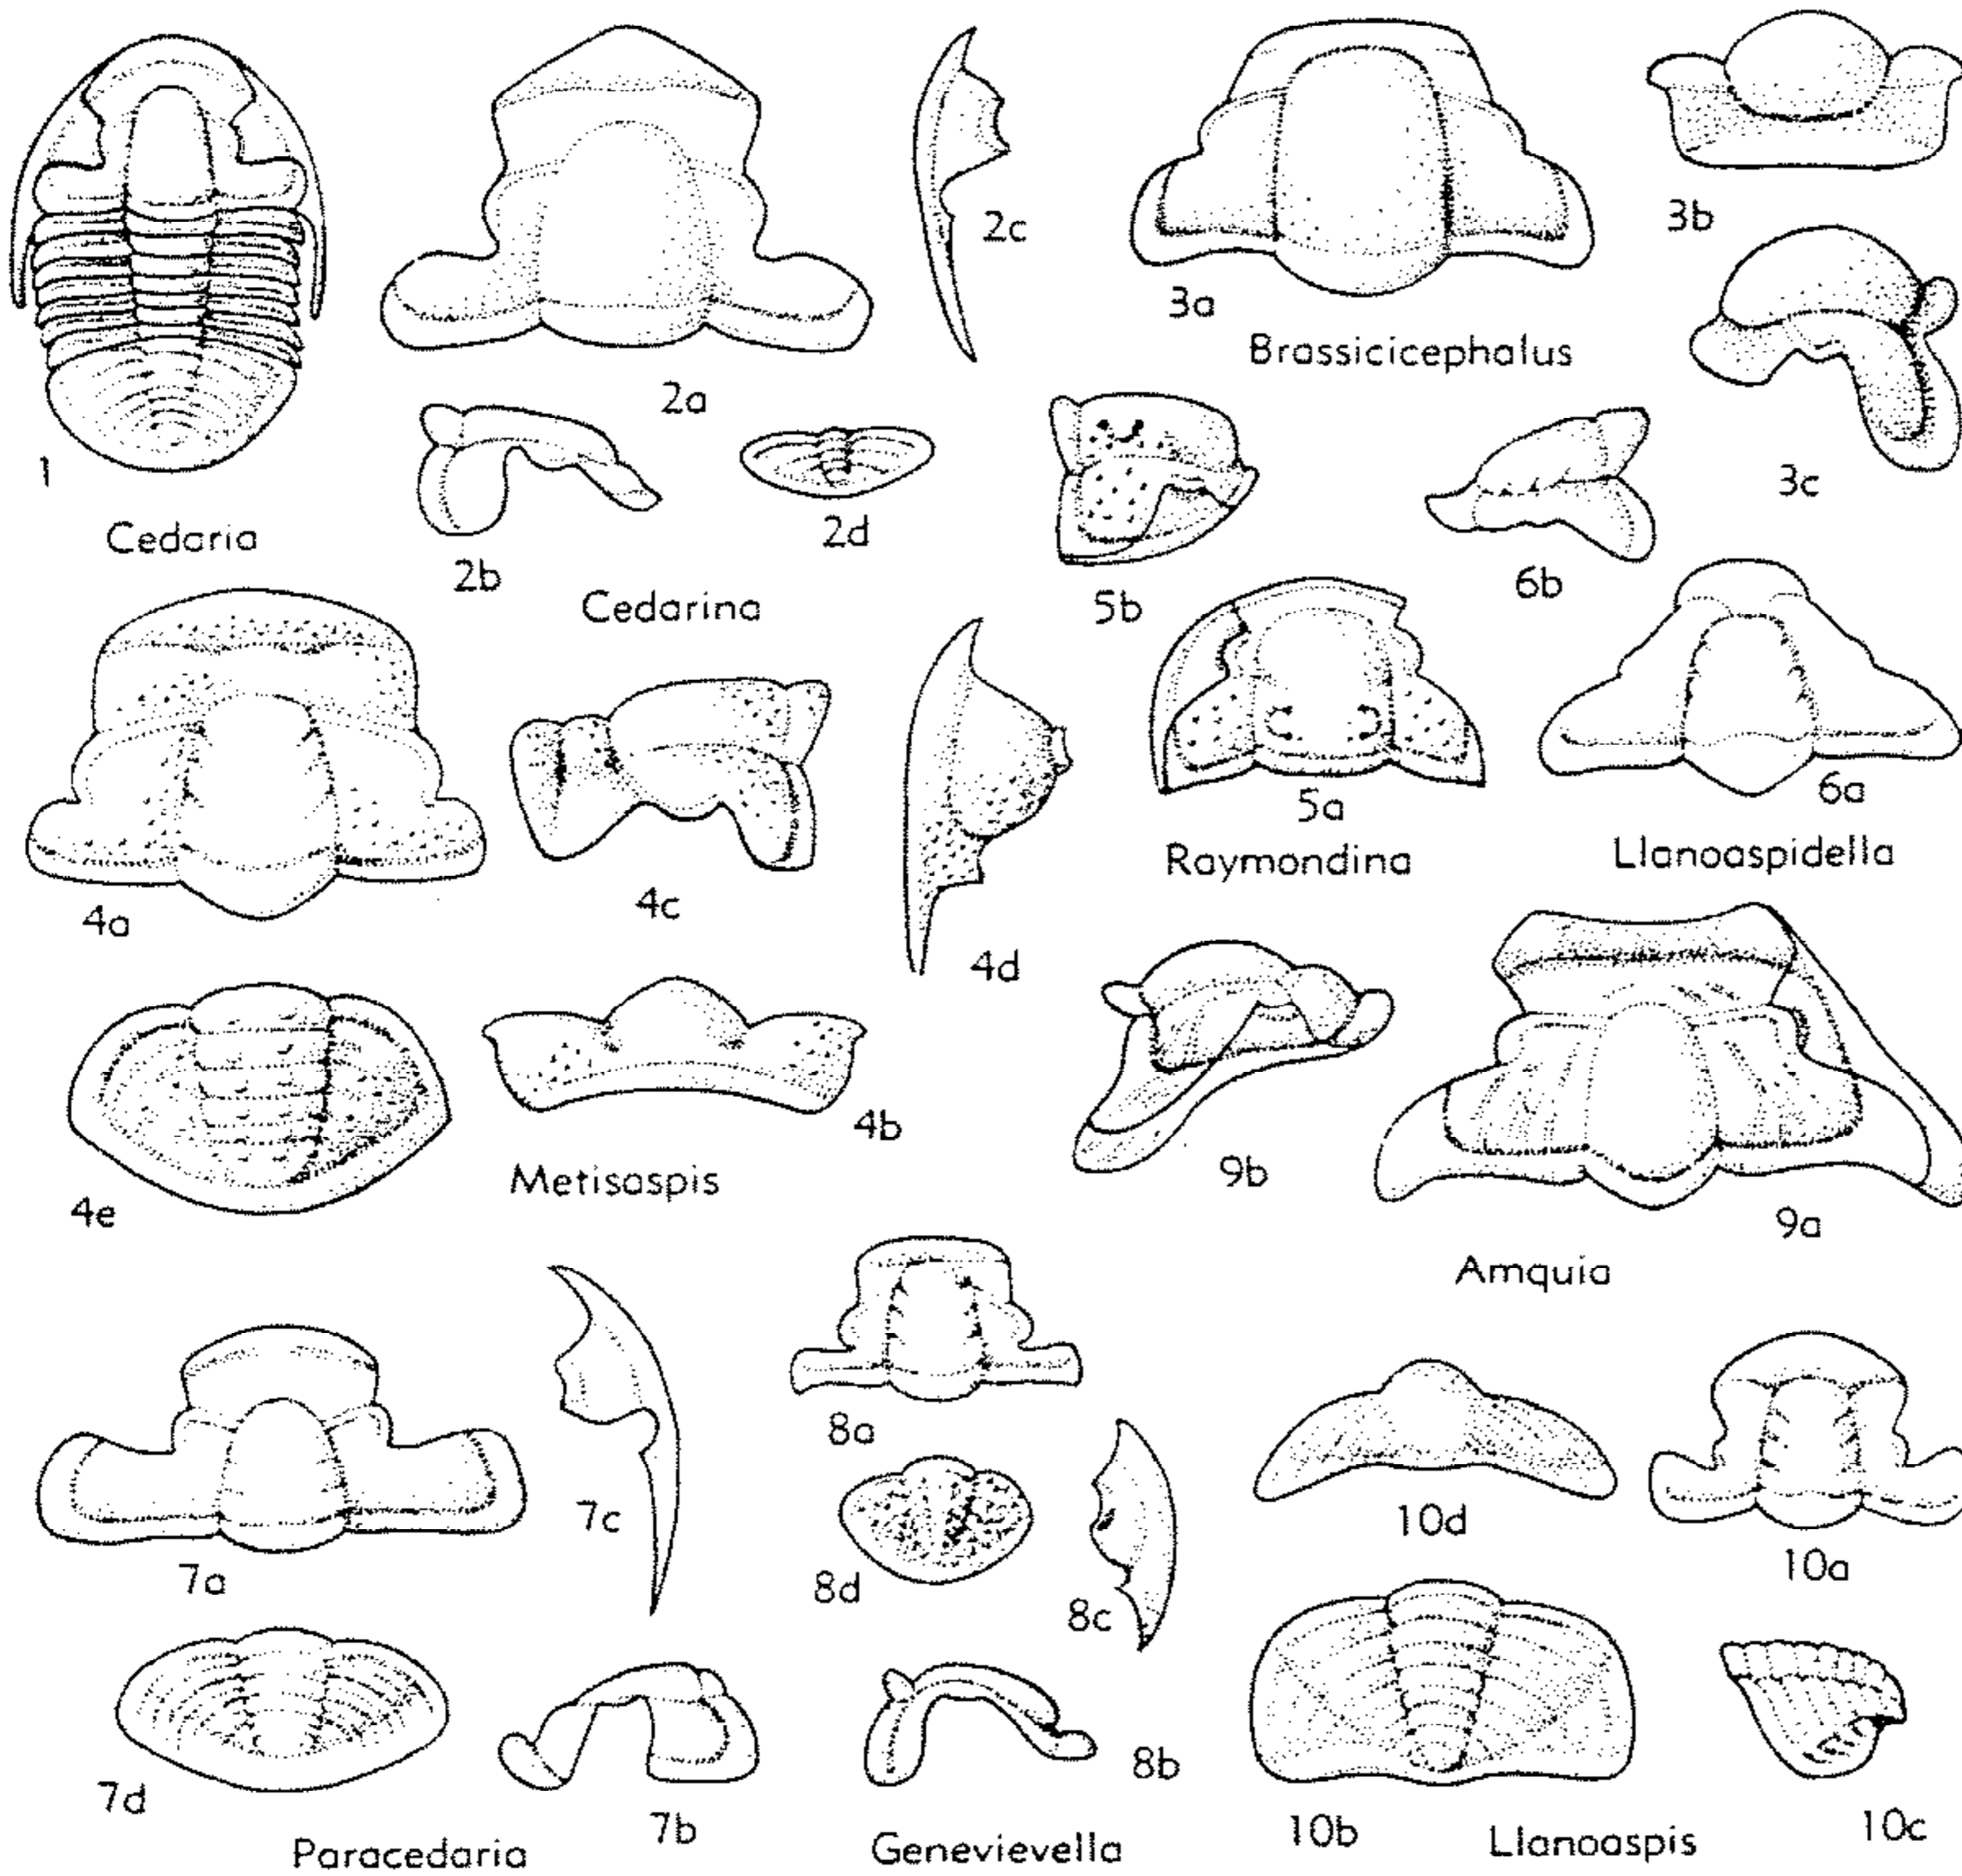 1
Cedaria
2a
2b
2c
2d
Cedarina
3a
3b
3c
Brassicicephalus
4a
4c
4d
4e
4b
Metisaspis
5b
5a
Raymondina
6b
6a
Llanoaspidella
9b
9a
Amquia
7a
7c
7d
7b
Paracedaria
8a
8d
8c
8b
Genevievella
10d
10a
10b
10c
Llanoaspis